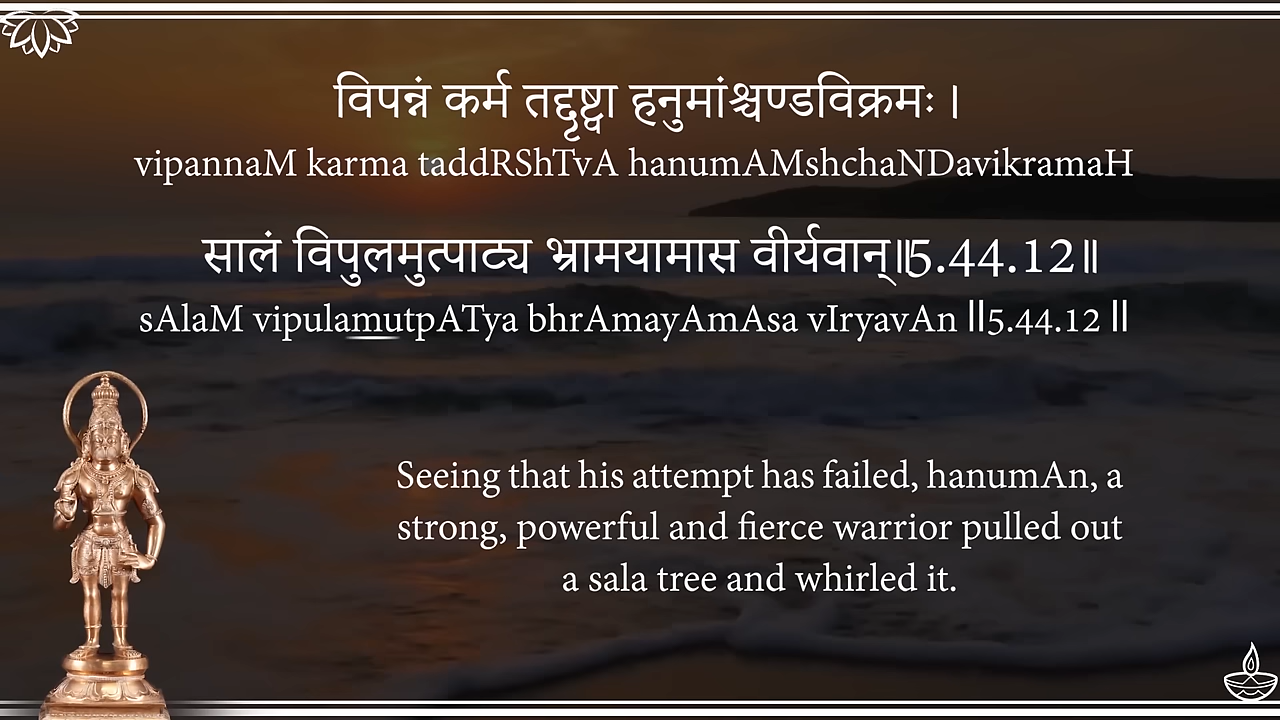 विपन्नं कर्म तद्दृष्ट्वा हनुमांश्चण्डविक्रमः ।
vipannaM karma taddRShTvA hanumAMshchaNDavikramaH
सालं विपुलमुत्पाट्य भ्रामयामास वीर्यवान्॥5.44.12॥
sAlaM vipulamutpATya bhrAmayAmAsa vIryavAn ॥5.44.12 ॥
Seeing that his attempt has failed, hanumAn, a
strong, powerful and fierce warrior pulled out
a sala tree and whirled it.